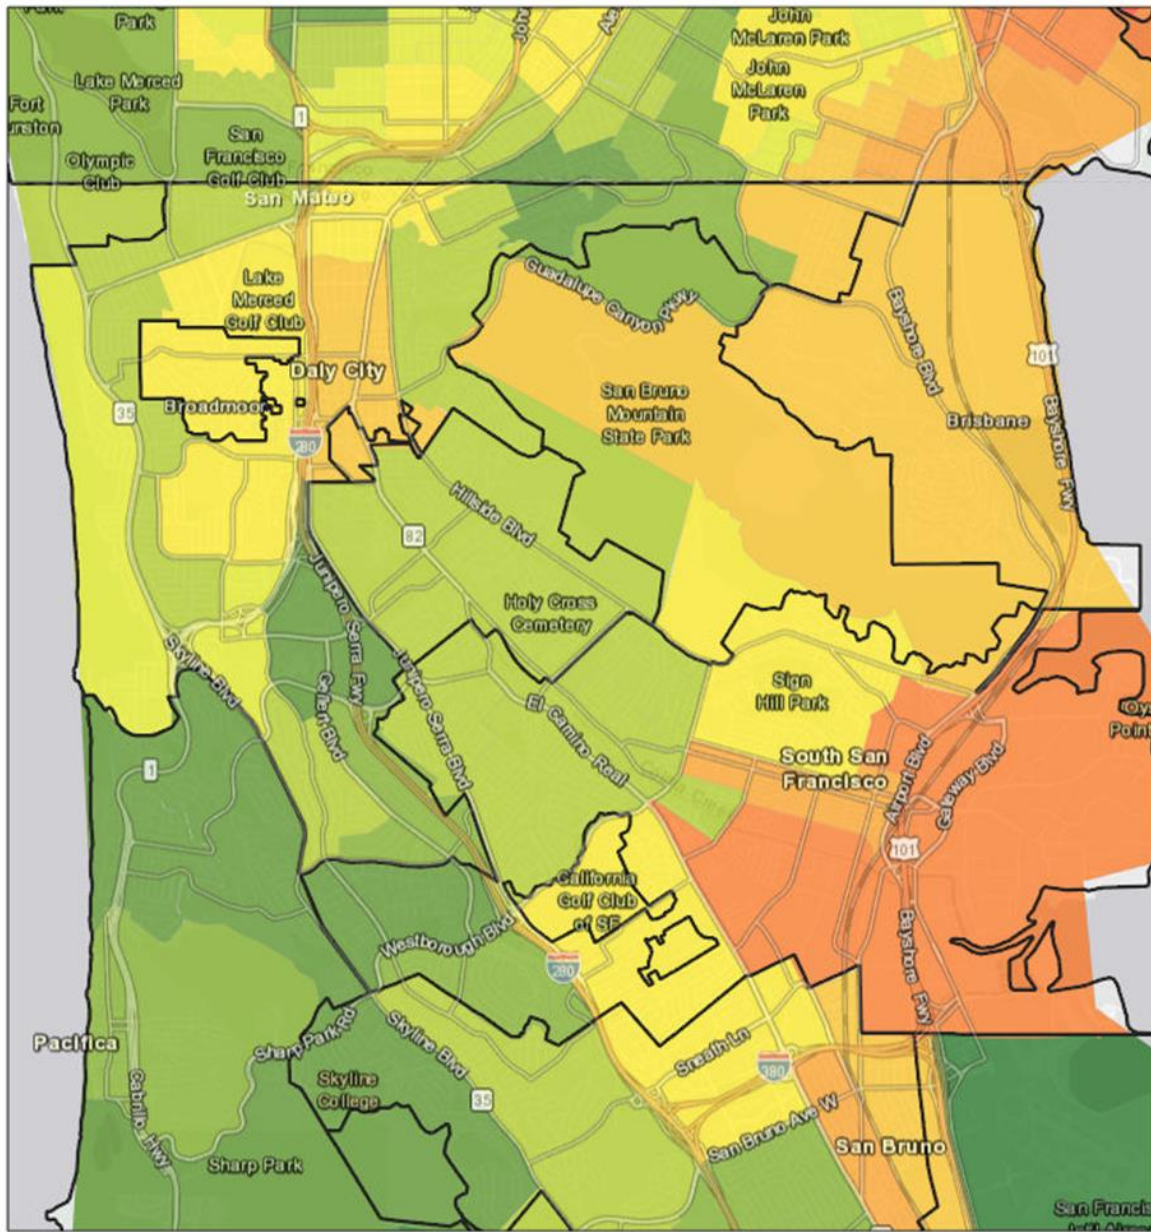 Park
John
McLaren Park
Lake Merced
Park
John
McLaren
Park
Fort
1
San
Francisco
Golf Club
Olympic
Club
San Mateo
Lake
Merced
Golf Club
Guadalupe Canyon Pkwy
Bayshore Blvd
101
Daly City
San Bruno
Mountain
State Park
35
Broadmoor
Brisbane
280
Bayshore Fwy
Hillside Blvd
82
Junipero Serra Fwy
Holy Cross
Cemetery
Skyline Blvd
Junipero Serra Blvd
Gellert Blvd
Sign
Hill Park
El Camino Real
Point
1
South San
Francisco
Airport Blvd
Gateway Blvd
101
California
Golf Club
of SF
Westborough Blvd
280
Bayshore Fwy
Pacifica
Sharp Park Rd
Skyline Blvd
Sneath Ln
380
Skyline
College
35
Cabrillo Hwy
San Bruno Ave W
San Bruno
Sharp Park